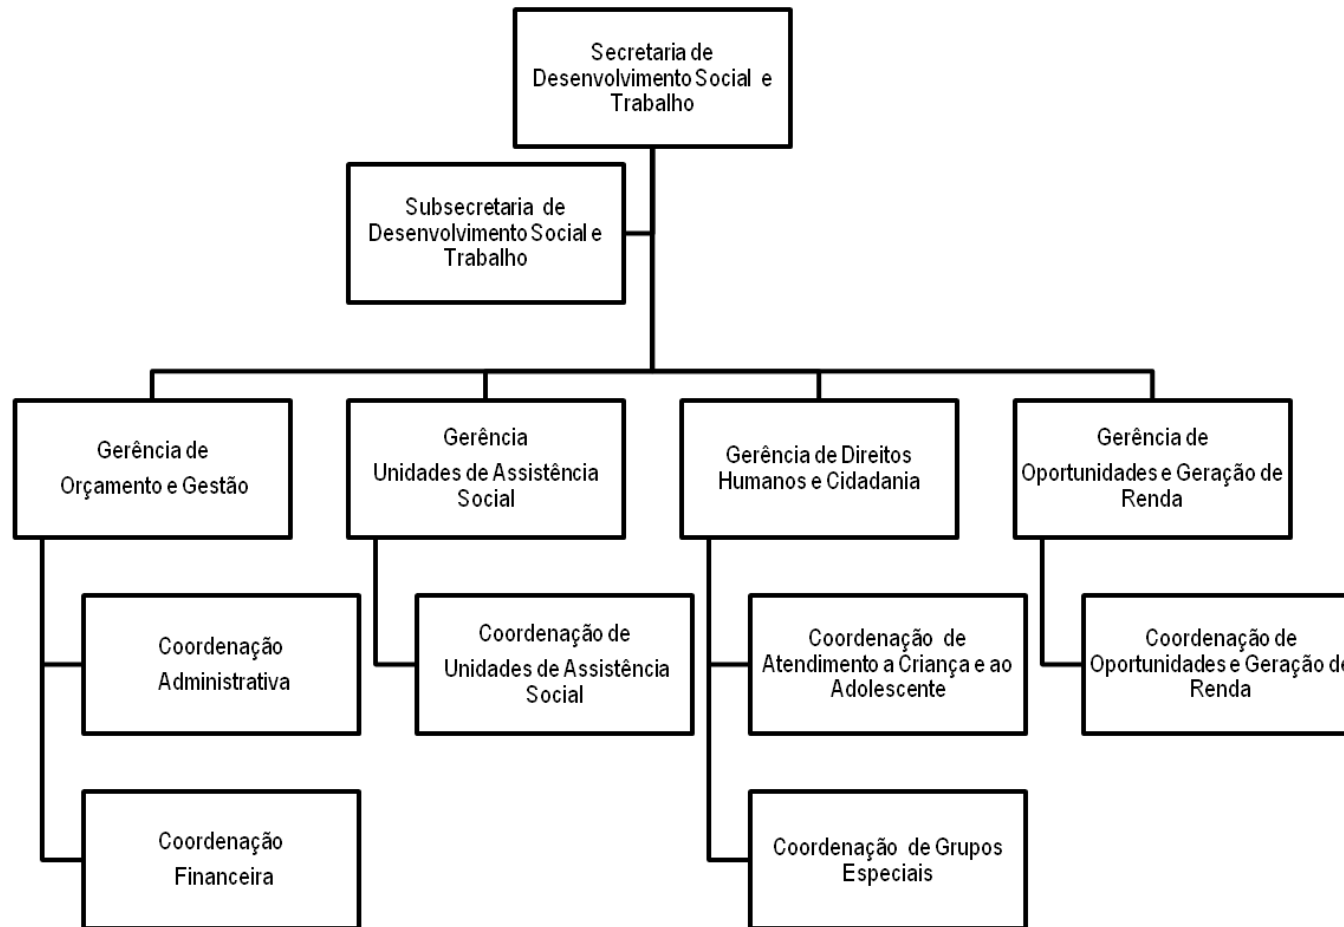 Secretaria de
Desenvolvimento Social e
Trabalho
Subsecretaria de
Desenvolvimento Social e
Trabalho
Gerência de
Orçamento e Gestão
Gerência
Unidades de Assistência
Social
Gerência de Direitos
Humanos e Cidadania
Gerência de
Oportunidades e Geração de
Renda
Coordenação
Administrativa
Coordenação de
Unidades de Assistência
Social
Coordenação de
Atendimento a Criança e ao
Adolescente
Coordenação de
Oportunidades e Geração de
Renda
Coordenação
Financeira
Coordenação de Grupos
Especiais